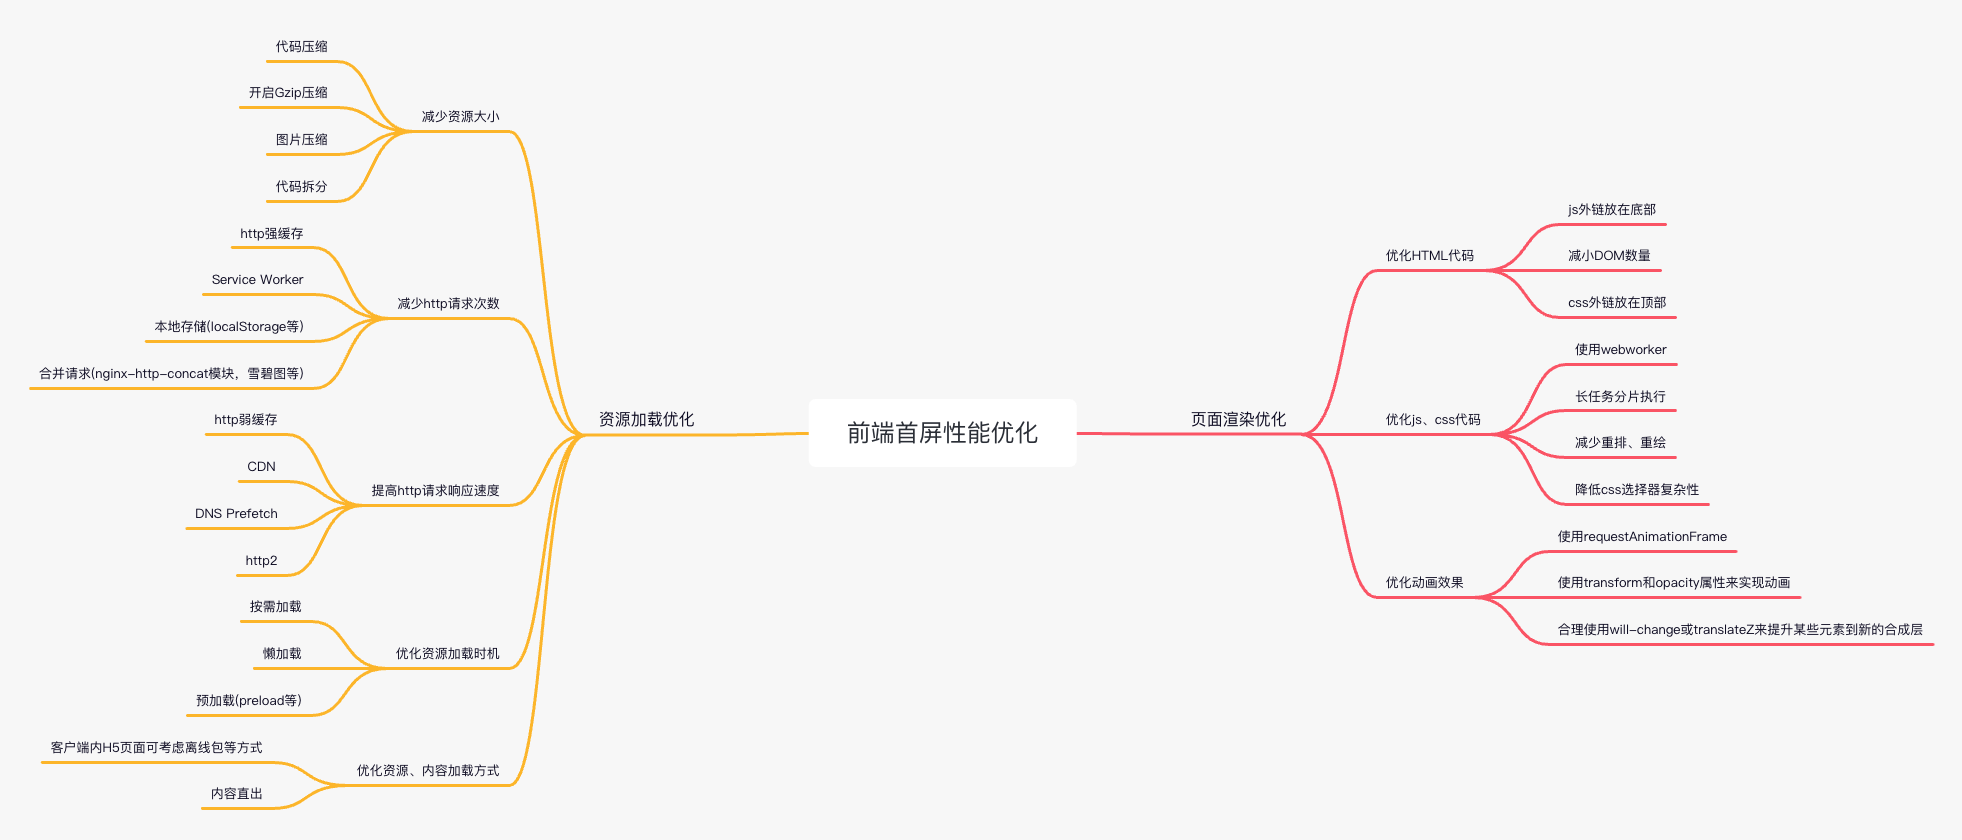 前端首屏性能优化
资源加载优化
减少资源大小
代码压缩
开启Gzip压缩
图片压缩
代码拆分
减少http请求次数
http强缓存
Service Worker
本地存储(localStorage等)
合并请求(nginx-http-concat模块，雪碧图等)
提高http请求响应速度
http弱缓存
CDN
DNS Prefetch
http2
优化资源加载时机
按需加载
懒加载
预加载(preload等)
优化资源、内容加载方式
客户端内H5页面可考虑离线包等方式
内容直出
页面渲染优化
优化HTML代码
js外链放在底部
减小DOM数量
css外链放在顶部
优化js、css代码
使用webworker
长任务分片执行
减少重排、重绘
降低css选择器复杂性
优化动画效果
使用requestAnimationFrame
使用transform和opacity属性来实现动画
合理使用will-change或translateZ来提升某些元素到新的合成层